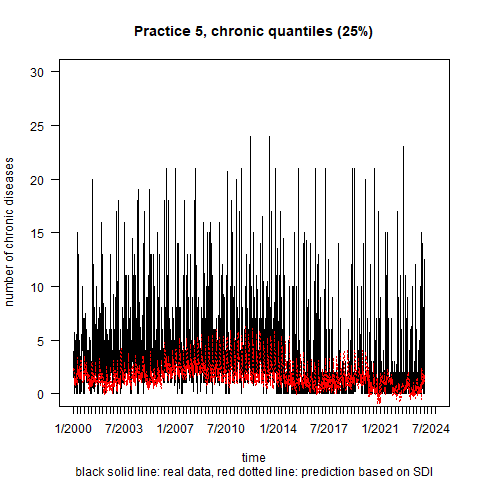 Practice 5, chronic quantiles (25%)
number of chronic diseases
30
25
20
15
10
5
0
1/2000 7/2003 1/2007 7/2010 1/2014 7/2017 1/2021 7/2024
time
black solid line: real data, red dotted line: prediction based on SDI